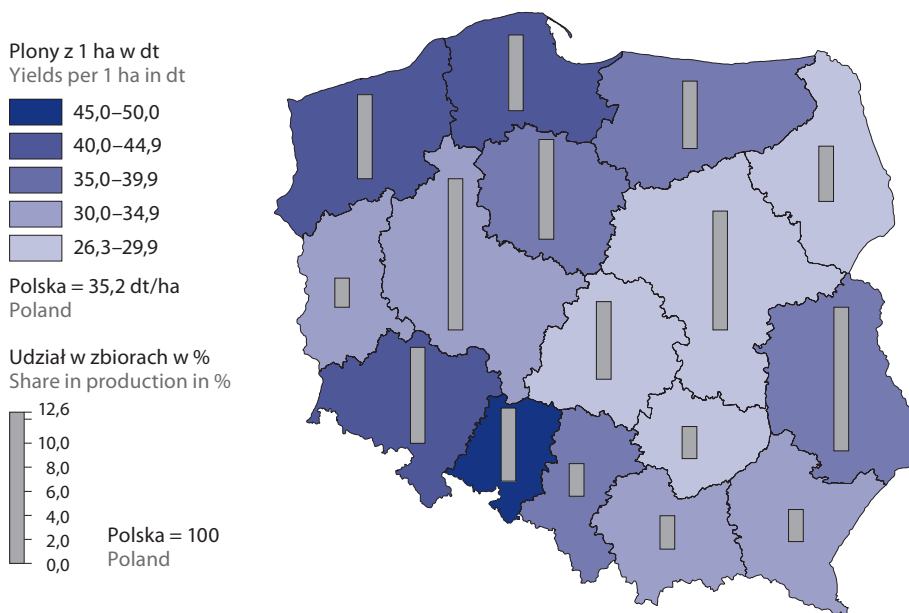 Plony z 1 ha w dt
Yields per 1 ha in dt
45,0–50,0
40,0–44,9
35,0–39,9
30,0–34,9
26,3–29,9
Polska = 35,2 dt/ha
Poland
Udział w zbiorach w %
Share in production in %
12,6
10,0
8,0
6,0
4,0
2,0
0,0
Polska = 100
Poland